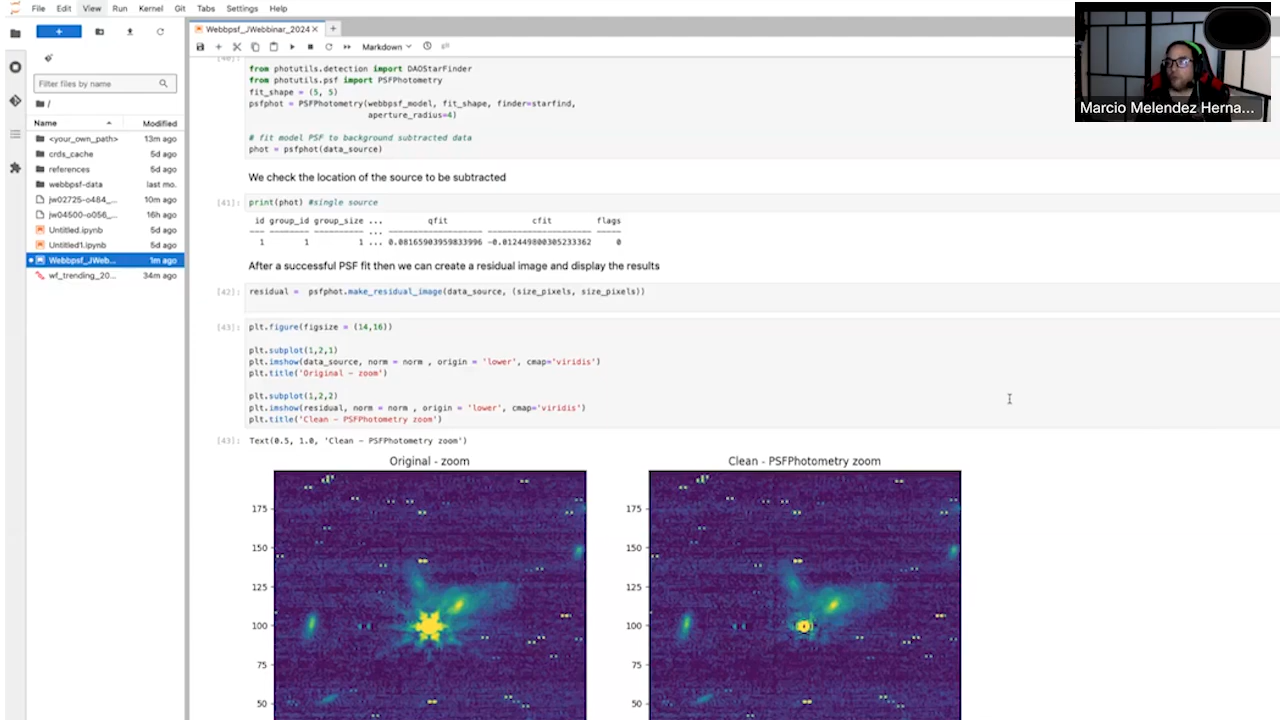 File Edit View Run Kernel Git Tabs Settings Help
Webbpsf_JWebbinar_2024
Markdown
Filter files by name
/
Name Modified
<your_own_path> 13m ago
crds_cache 5d ago
references 5d ago
webbpsf-data last mo.
jw02725-o484_... 10m ago
jw04500-o056_... 16h ago
Untitled.ipynb 5d ago
Untitled1.ipynb 5d ago
Webbpsf_JWeb... 1m ago
wf_trending_20... 34m ago
from photutils.detection import DAOStarFinder
from photutils.psf import PSFPhotometry
fit_shape = (5, 5)
psfphot = PSFPhotometry(webbpsf_model, fit_shape, finder=starfind,
aperture_radius=4)
# fit model PSF to background subtracted data
phot = psfphot(data_source)
We check the location of the source to be subtracted
[41]: print(phot) #single source
id group_id group_size ... qfit cfit flags
--- -------- ---------- ... ------------------- --------------------- -----
1 1 1 ... 0.08165903959833996 -0.012449800305233362 0
After a successful PSF fit then we can create a residual image and display the results
[42]: residual = psfphot.make_residual_image(data_source, (size_pixels, size_pixels))
[43]: plt.figure(figsize = (14,16))
plt.subplot(1,2,1)
plt.imshow(data_source, norm = norm , origin = 'lower', cmap='viridis')
plt.title('Original - zoom')
plt.subplot(1,2,2)
plt.imshow(residual, norm = norm , origin = 'lower', cmap='viridis')
plt.title('Clean - PSFPhotometry zoom')
[43]: Text(0.5, 1.0, 'Clean - PSFPhotometry zoom')
Original - zoom
175
150
125
100
75
50
Clean - PSFPhotometry zoom
175
150
125
100
75
50
Marcio Melendez Herna...